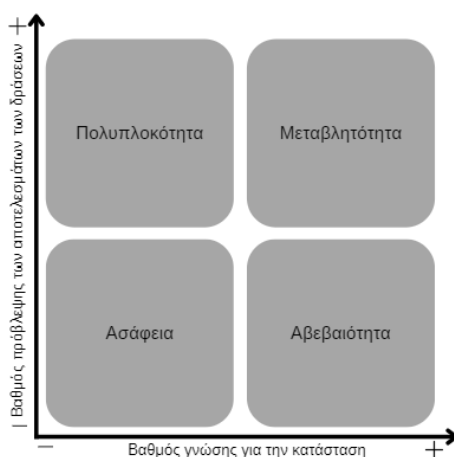 | Βαθμός πρόβλεψης των αποτελεσμάτων των δράσεων +
Πολυπλοκότητα
Μεταβλητότητα
Ασάφεια
Αβεβαιότητα
– Βαθμός γνώσης για την κατάσταση +